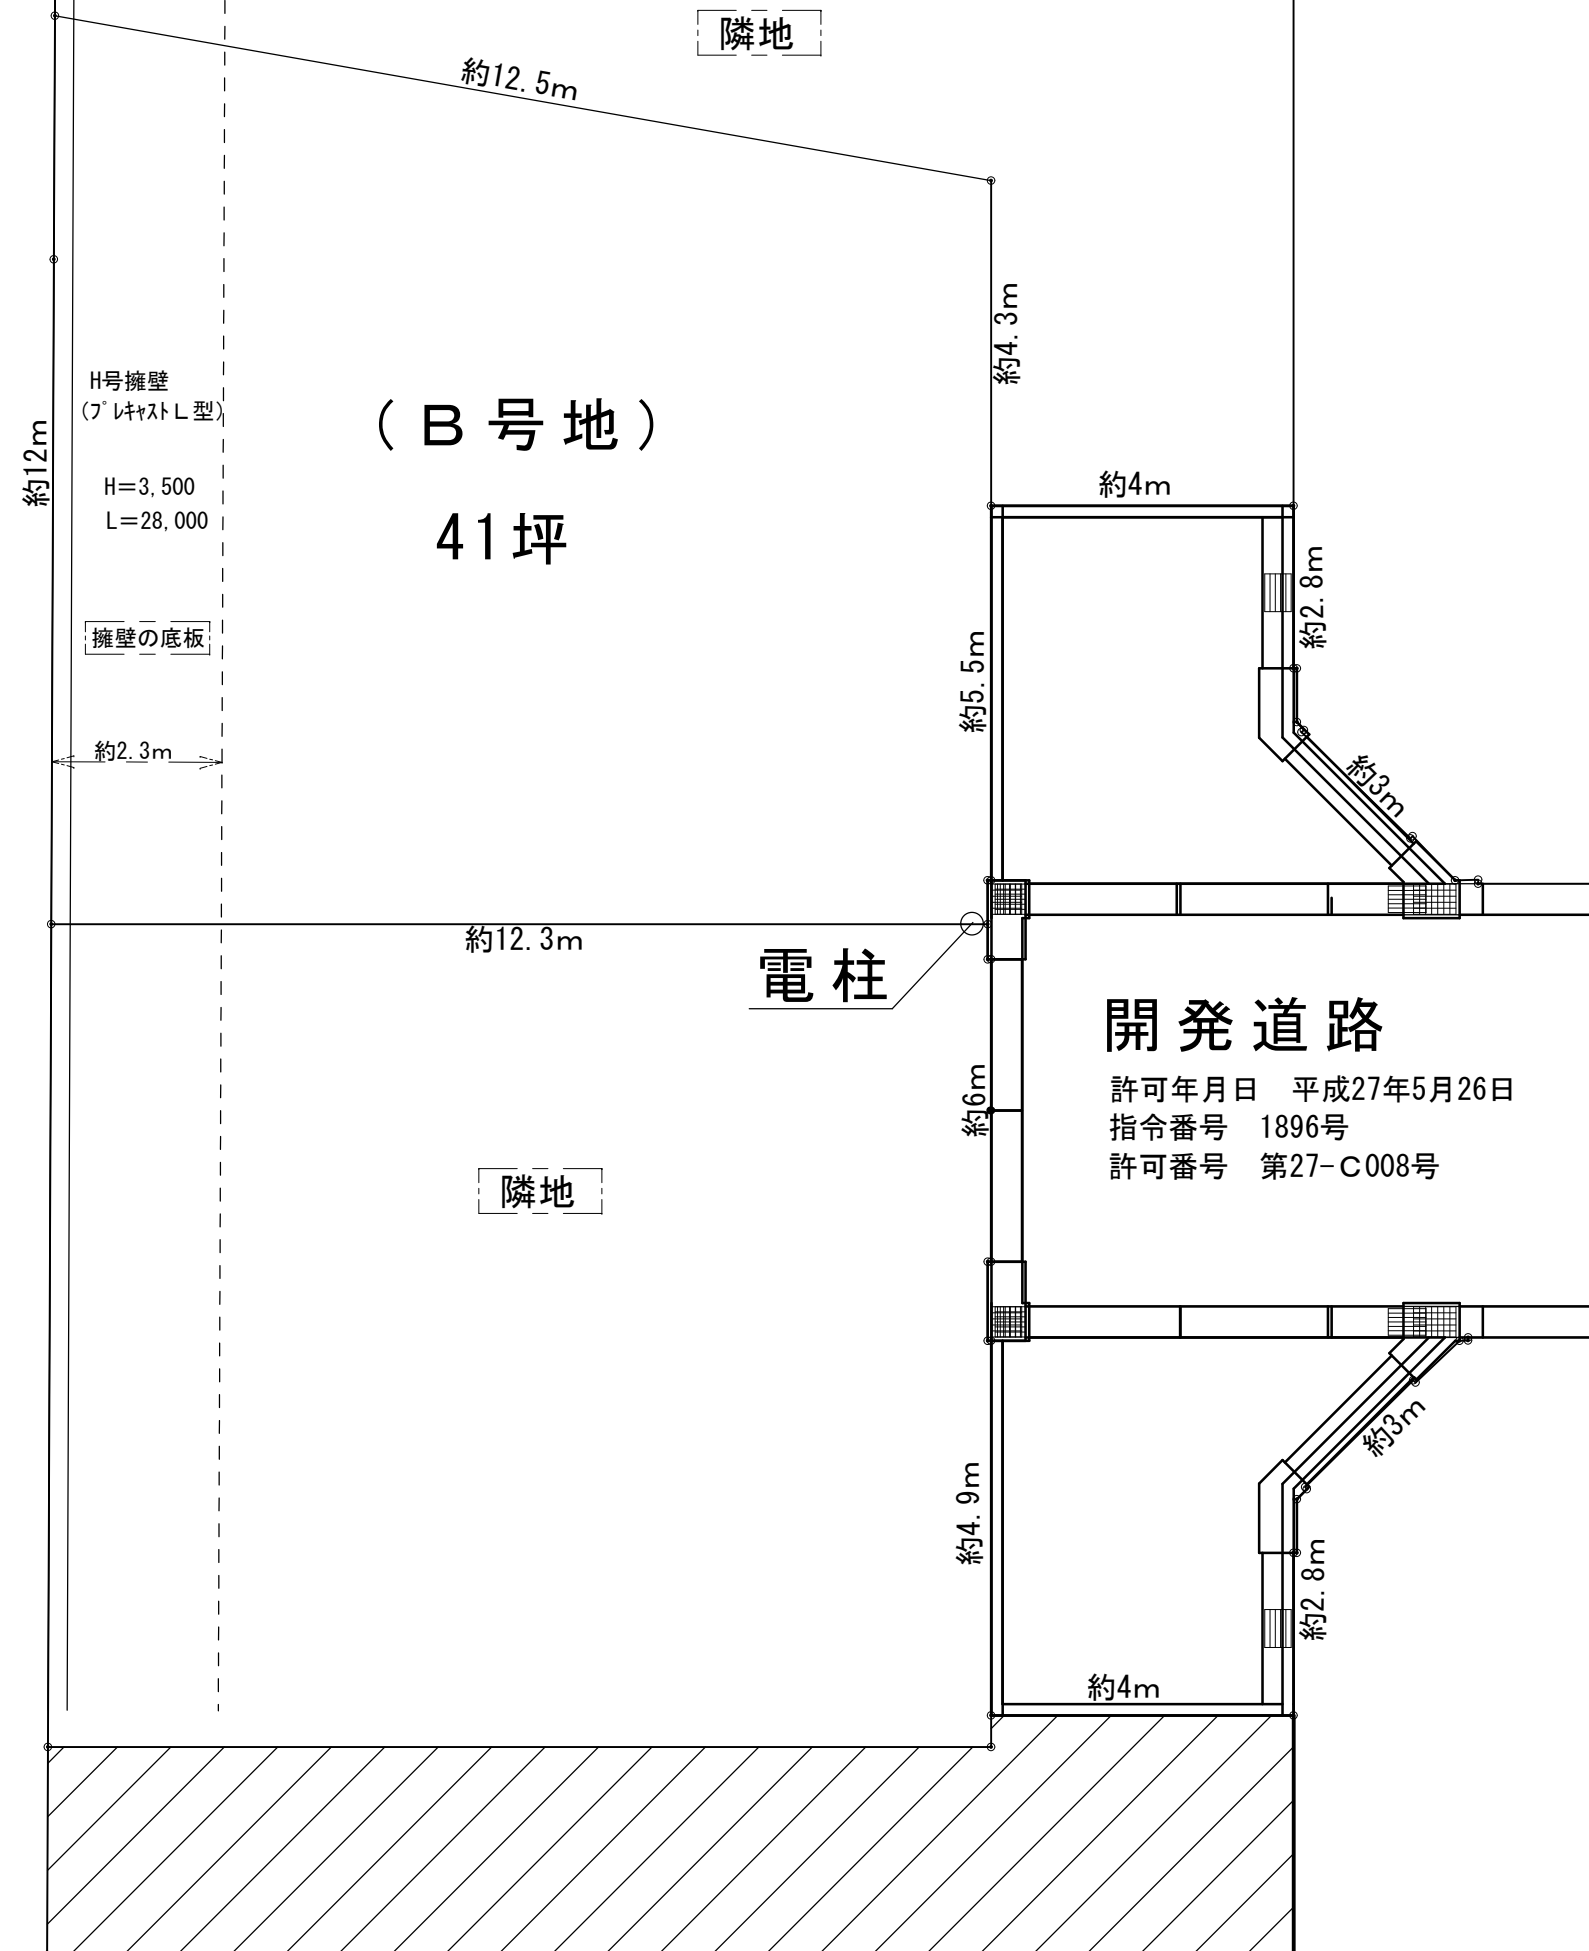 隣地
約12.5m
約4.3m
H号擁壁
(ﾌﾟﾚｷｬｽﾄL型)
(B号地)
約12m
H=3,500
L=28,000
41坪
約4m
約2.8m
擁壁の底板
約5.5m
約2.3m
約3m
約12.3m
電柱
開発道路
許可年月日 平成27年5月26日
指令番号 1896号
許可番号 第27-C008号
約6m
隣地
約3m
約4.9m
約2.8m
約4m